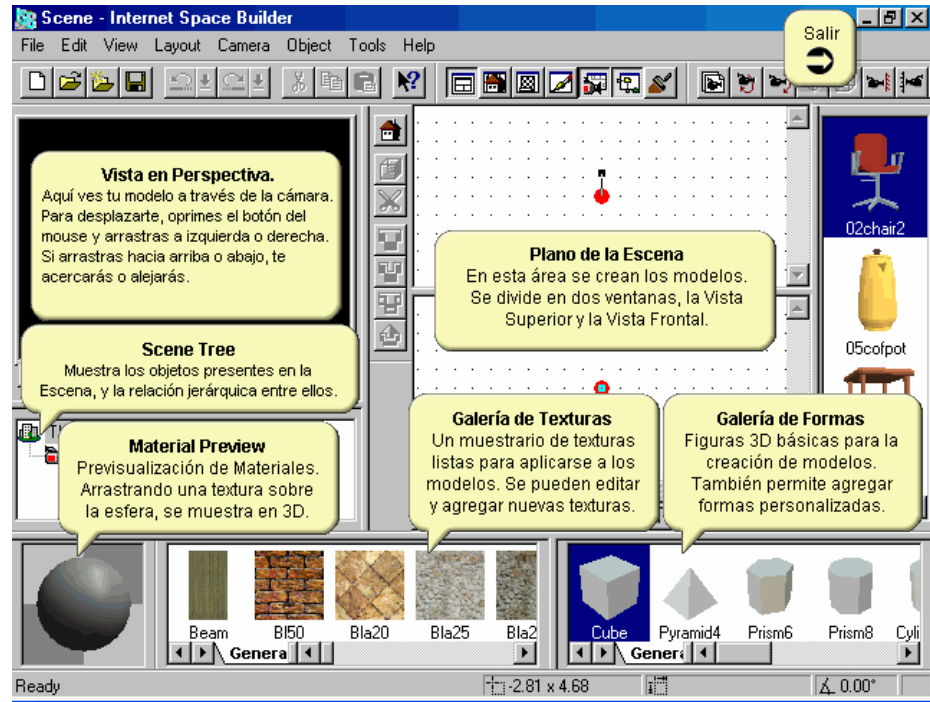 Scene - Internet Space Builder
File Edit View Layout Camera Object Tools Help
Salir
Vista en Perspectiva.
Aquí ves tu modelo a través de la cámara.
Para desplazarte, oprimes el botón del
mouse y arrastras a izquierda o derecha.
Si arrastras hacia arriba o abajo, te
acercarás o alejarás.
Plano de la Escena
En esta área se crean los modelos.
Se divide en dos ventanas, la Vista
Superior y la Vista Frontal.
02chair2
05cofpot
Scene Tree
Muestra los objetos presentes en la
Escena, y la relación jerárquica entre ellos.
Material Preview
Previsualización de Materiales.
Arrastrando una textura sobre
la esfera, se muestra en 3D.
Galería de Texturas
Un muestrario de texturas
listas para aplicarse a los
modelos. Se pueden editar
y agregar nuevas texturas.
Galería de Formas
Figuras 3D básicas para la
creación de modelos.
También permite agregar
formas personalizadas.
Beam Bl50 Bla20 Bla25 Bla2
Genera
Cube Pyramid4 Prism6 Prism8 Cyli
Genera
Ready -2.81 x 4.68 0.00°